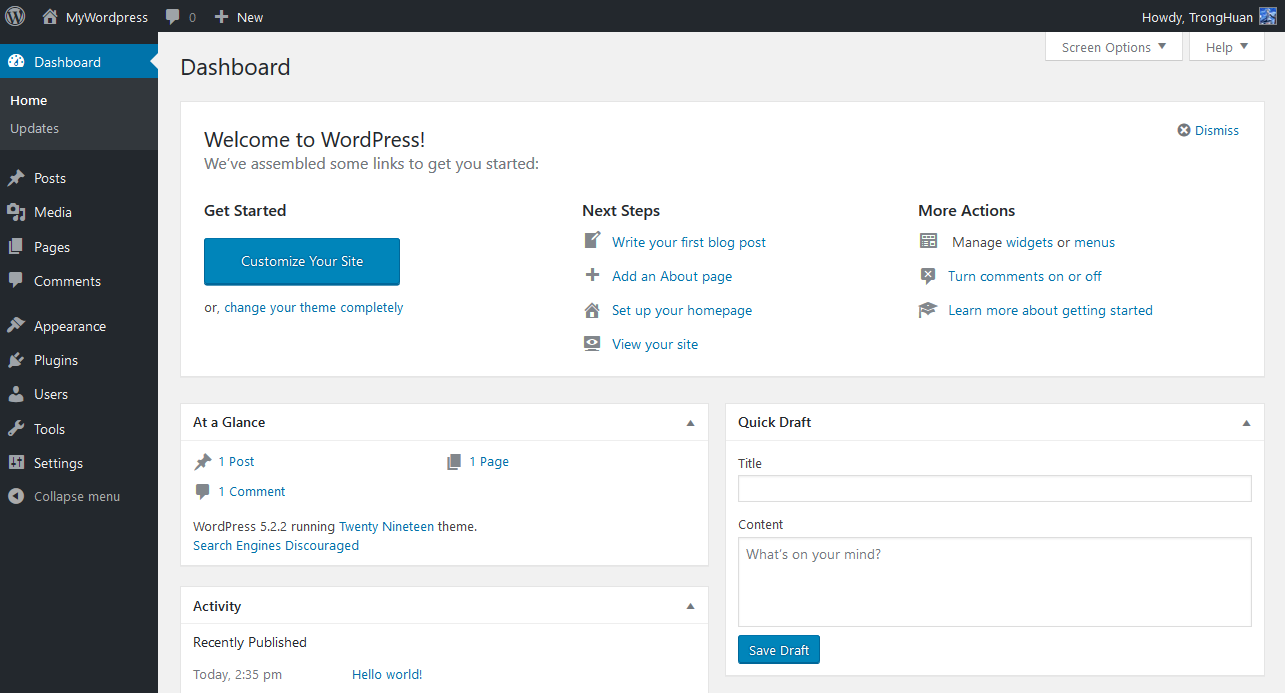 MyWordpress 0 New Howdy, TrongHuan
Screen Options Help
Dashboard
Home
Updates
Posts
Media
Pages
Comments
Appearance
Plugins
Users
Tools
Settings
Collapse menu
Dashboard
Welcome to WordPress!
Dismiss
We've assembled some links to get you started:
Get Started
Customize Your Site
or, change your theme completely
Next Steps
Write your first blog post
Add an About page
Set up your homepage
View your site
More Actions
Manage widgets or menus
Turn comments on or off
Learn more about getting started
At a Glance
1 Post
1 Page
1 Comment
WordPress 5.2.2 running Twenty Nineteen theme.
Search Engines Discouraged
Activity
Recently Published
Today, 2:35 pm Hello world!
Quick Draft
Title
Content
What's on your mind?
Save Draft